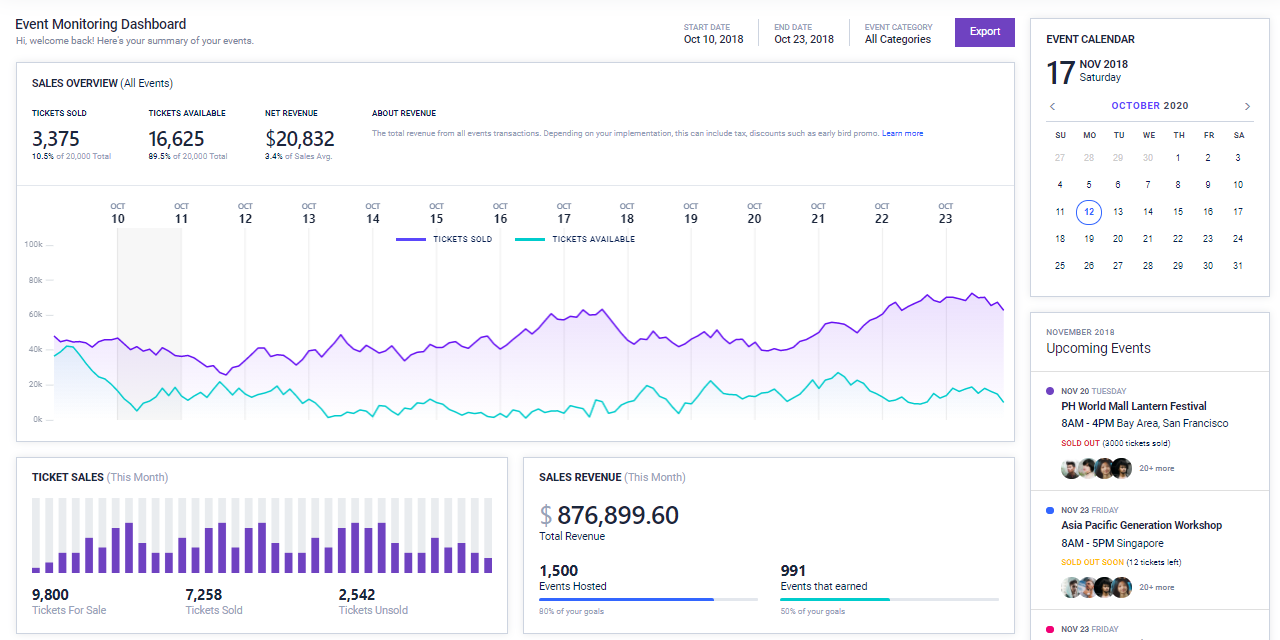 Event Monitoring Dashboard
Hi, welcome back! Here's your summary of your events.
START DATE
Oct 10, 2018
END DATE
Oct 23, 2018
EVENT CATEGORY
All Categories
Export
SALES OVERVIEW (All Events)
TICKETS SOLD
3,375
10.5% of 20,000 Total
TICKETS AVAILABLE
16,625
89.5% of 20,000 Total
NET REVENUE
$20,832
3.4% of Sales Avg.
ABOUT REVENUE
The total revenue from all events transactions. Depending on your implementation, this can include tax, discounts such as early bird promo. Learn more
OCT OCT OCT OCT OCT OCT OCT OCT OCT OCT OCT OCT OCT OCT
10 11 12 13 14 15 16 17 18 19 20 21 22 23
TICKETS SOLD TICKETS AVAILABLE
100k
80k
60k
40k
20k
0k
TICKET SALES (This Month)
9,800
Tickets For Sale
7,258
Tickets Sold
2,542
Tickets Unsold
SALES REVENUE (This Month)
$ 876,899.60
Total Revenue
1,500
Events Hosted
80% of your goals
991
Events that earned
50% of your goals
EVENT CALENDAR
17 NOV 2018
Saturday
OCTOBER 2020
SU MO TU WE TH FR SA
27 28 29 30 1 2 3
4 5 6 7 8 9 10
11 12 13 14 15 16 17
18 19 20 21 22 23 24
25 26 27 28 29 30 31
NOVEMBER 2018
Upcoming Events
NOV 20 TUESDAY
PH World Mall Lantern Festival
8AM - 4PM Bay Area, San Francisco
SOLD OUT (3000 tickets sold)
20+ more
NOV 23 FRIDAY
Asia Pacific Generation Workshop
8AM - 5PM Singapore
SOLD OUT SOON (12 tickets left)
20+ more
NOV 23 FRIDAY